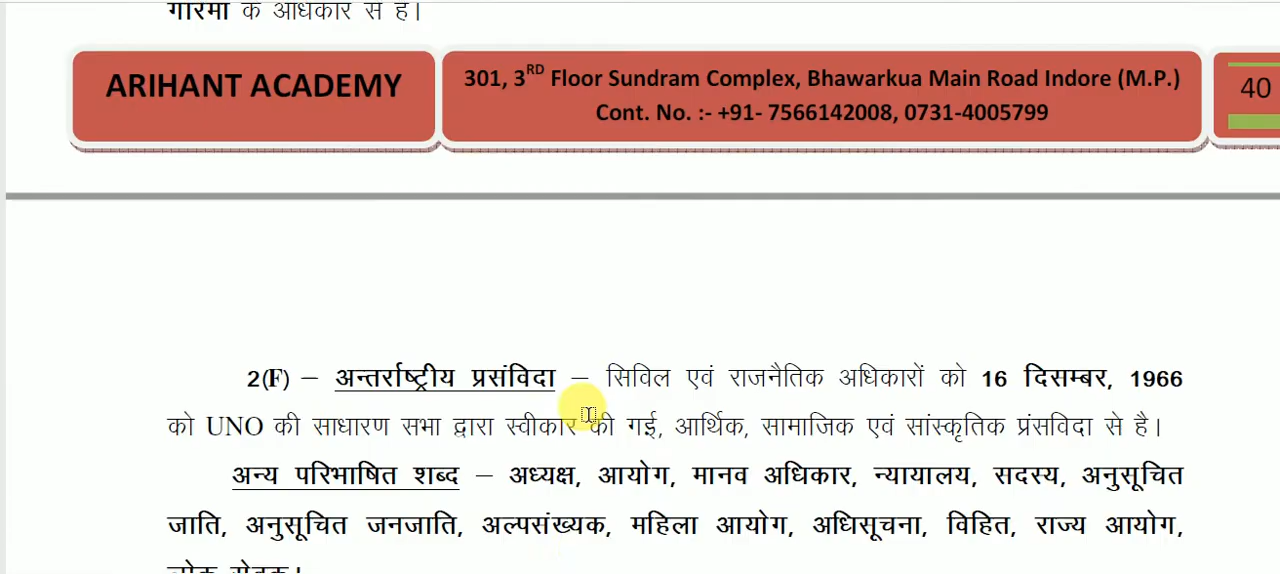 गरिमा के अधिकार से है।
ARIHANT ACADEMY
301, 3RD Floor Sundram Complex, Bhawarkua Main Road Indore (M.P.)
Cont. No. :- +91- 7566142008, 0731-4005799
40
2(F) – अन्तर्राष्ट्रीय प्रसंविदा – सिविल एवं राजनैतिक अधिकारों को 16 दिसम्बर, 1966
को UNO की साधारण सभा द्वारा स्वीकार की गई, आर्थिक, सामाजिक एवं सांस्कृतिक प्रंसविदा से है।
अन्य परिभाषित शब्द – अध्यक्ष, आयोग, मानव अधिकार, न्यायालय, सदस्य, अनुसूचित
जाति, अनुसूचित जनजाति, अल्पसंख्यक, महिला आयोग, अधिसूचना, विहित, राज्य आयोग,
लोक सेवक।